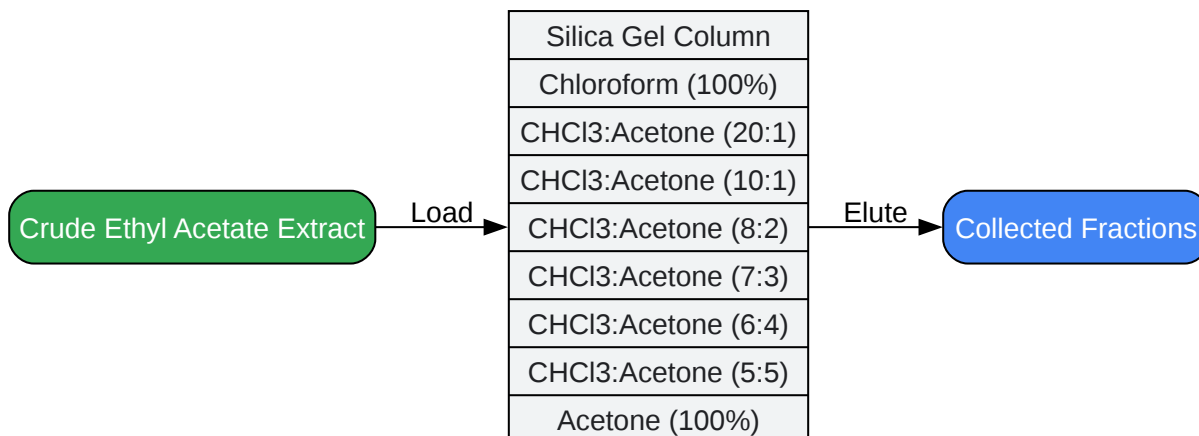 Silica Gel Column
Chloroform (100%)
CHCl3:Acetone (20:1)
CHCl3:Acetone (10:1)
Crude Ethyl Acetate Extract
Load
CHCl3:Acetone (8:2)
Elute
Collected Fractions
CHCl3:Acetone (7:3)
CHCl3:Acetone (6:4)
CHCl3:Acetone (5:5)
Acetone (100%)